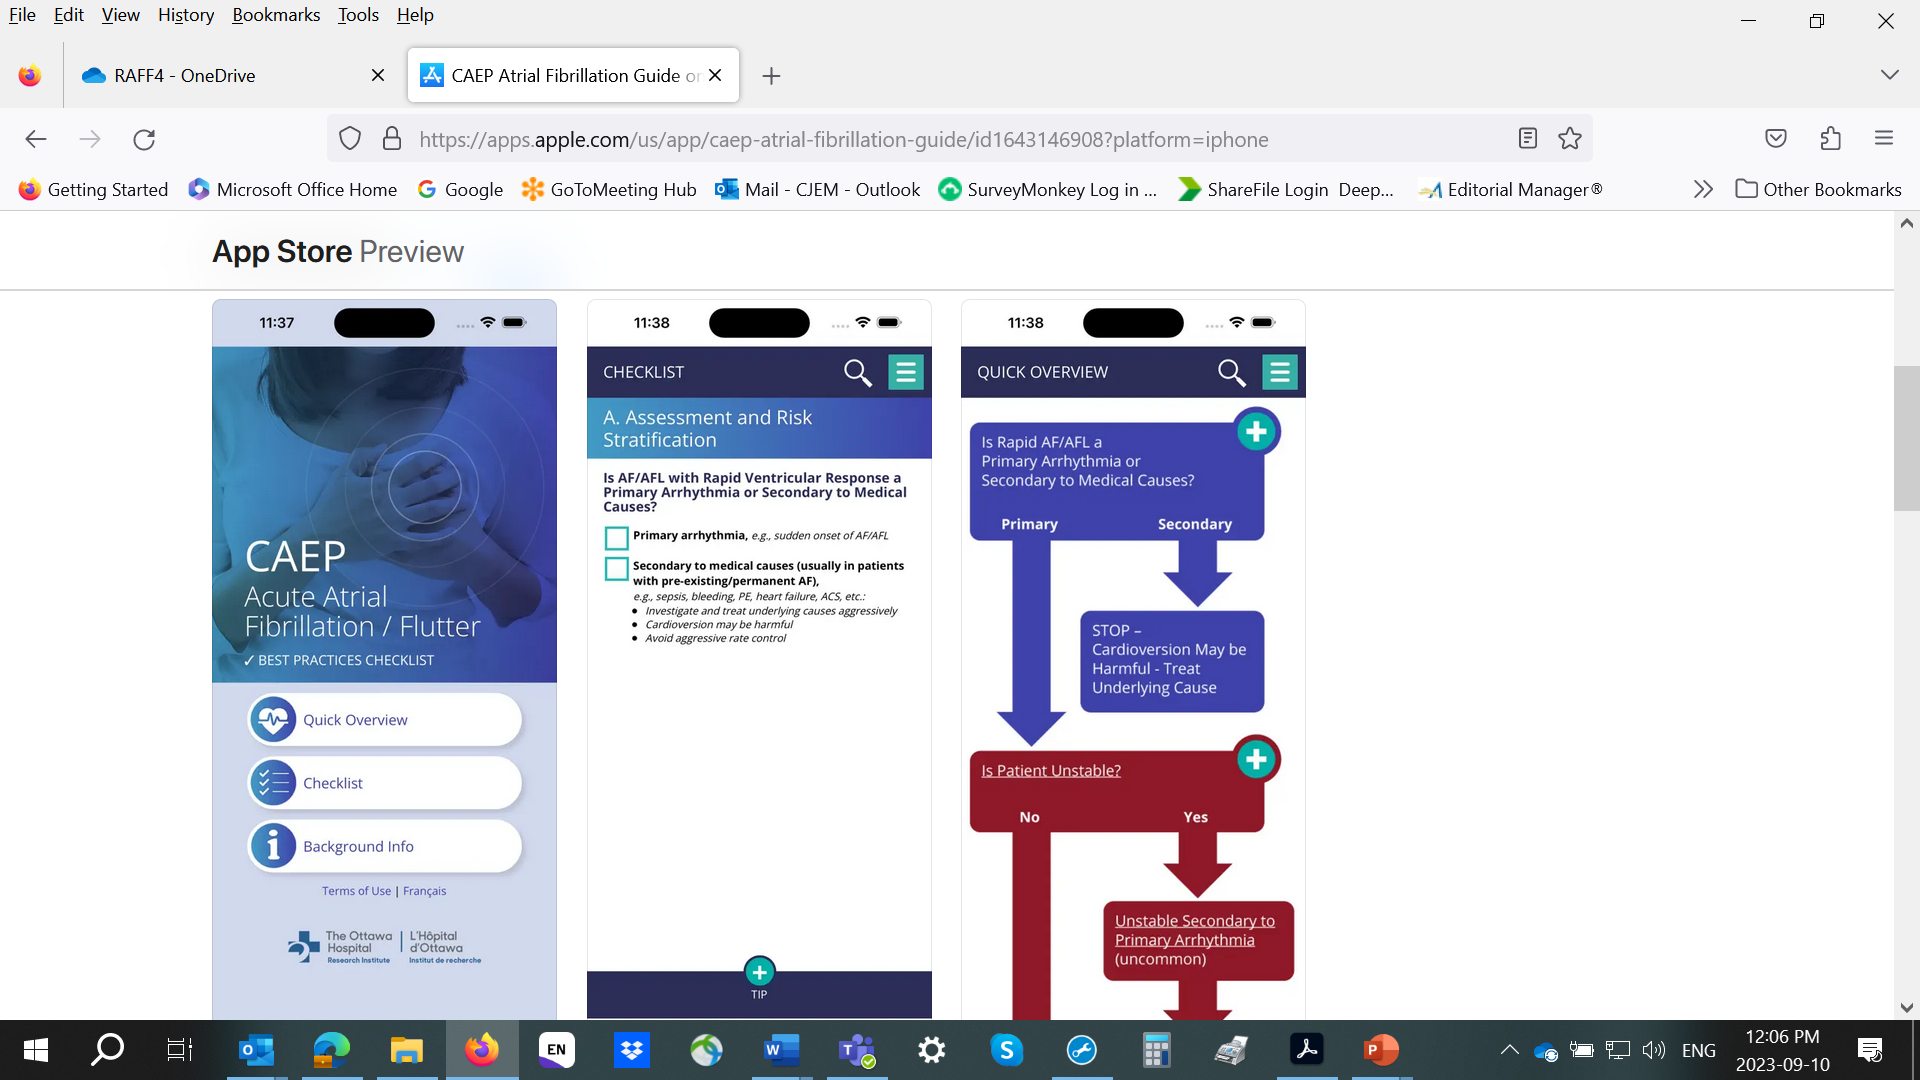 File Edit View History Bookmarks Tools Help
RAFF4 - OneDrive
CAEP Atrial Fibrillation Guide or
https://apps.apple.com/us/app/caep-atrial-fibrillation-guide/id1643146908?platform=iphone
Getting Started Microsoft Office Home Google GoToMeeting Hub Mail - CJEM - Outlook SurveyMonkey Log in ... ShareFile Login Deep... Editorial Manager® Other Bookmarks
App Store Preview
11:37
CAEP
Acute Atrial
Fibrillation / Flutter
✓ BEST PRACTICES CHECKLIST
Quick Overview
Checklist
Background Info
Terms of Use | Français
The Ottawa
Hospital
Research Institute
L'Hôpital
d'Ottawa
Institut de recherche
11:38
CHECKLIST
A. Assessment and Risk
Stratification
Is AF/AFL with Rapid Ventricular Response a
Primary Arrhythmia or Secondary to Medical
Causes?
Primary arrhythmia, e.g., sudden onset of AF/AFL
Secondary to medical causes (usually in patients
with pre-existing/permanent AF),
e.g., sepsis, bleeding, PE, heart failure, ACS, etc.:
• Investigate and treat underlying causes aggressively
• Cardioversion may be harmful
• Avoid aggressive rate control
TIP
11:38
QUICK OVERVIEW
Is Rapid AF/AFL a
Primary Arrhythmia or
Secondary to Medical Causes?
Primary Secondary
STOP –
Cardioversion May be
Harmful - Treat
Underlying Cause
Is Patient Unstable?
No Yes
Unstable Secondary to
Primary Arrhythmia
(uncommon)
EN
ENG
12:06 PM
2023-09-10